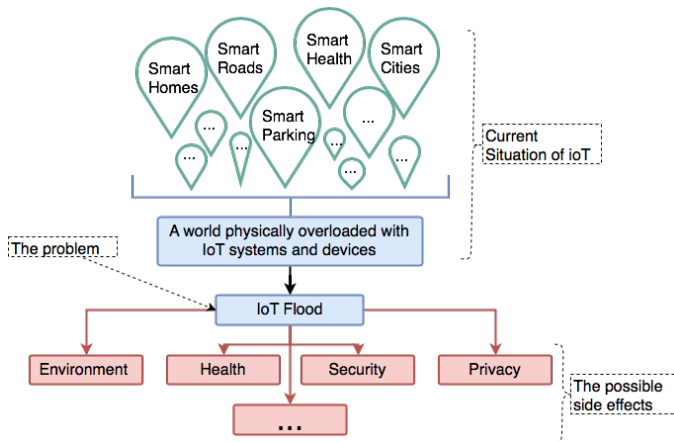 Smart
Homes
Smart
Roads
Smart
Health
Smart
Cities
Smart
Parking
...
...
...
...
...
...
...
Current
Situation of ioT
A world physically overloaded with
IoT systems and devices
The problem
IoT Flood
Environment
Health
Security
Privacy
...
The possible
side effects